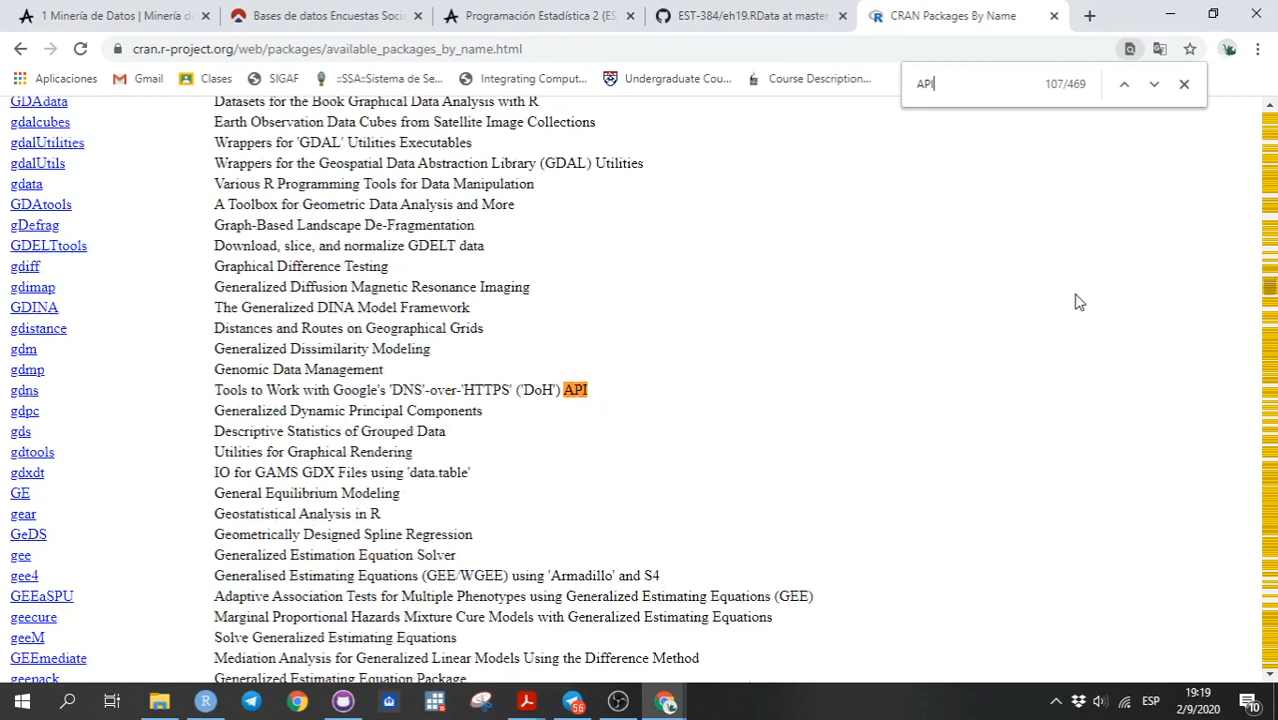 1 Minería de Datos | Minería de
Bases de datos Encuestas Socia
Programación Estadística 2 (ES
EST-384/eh19.RData at master
CRAN Packages By Name
cran.r-project.org/web/packages/available_packages_by_name.html
Aplicaciones
Gmail
Clases
SIGAF
::SSA::Sistema de Se...
Integrating Comput...
Undergraduate Cou...
Course Description...
API
107/469
GDAdata Datasets for the Book Graphical Data Analysis with R
gdalcubes Earth Observation Data Cubes from Satellite Image Collections
gdalUtilities Wrappers for 'GDAL' Utilities Executables
gdalUtils Wrappers for the Geospatial Data Abstraction Library (GDAL) Utilities
gdata Various R Programming Tools for Data Manipulation
GDAtools A Toolbox for Geometric Data Analysis and More
gDefrag Graph-Based Landscape De-Fragmentation
GDELTtools Download, slice, and normalize GDELT data
gdiff Graphical Difference Testing
gdimap Generalized Diffusion Magnetic Resonance Imaging
GDINA The Generalized DINA Model Framework
gdistance Distances and Routes on Geographical Grids
gdm Generalized Dissimilarity Modeling
gdmp Genomic Data Management
gdns Tools to Work with Google's 'DNS'-over-'HTTPS' ('DoH') API
gdpc Generalized Dynamic Principal Components
gds Descriptive Statistics of Grouped Data
gdtools Utilities for Graphical Rendering
gdxdt IO for GAMS GDX Files using 'data.table'
GE General Equilibrium Modeling
gear Geostatistical Analysis in R
GeDS Geometrically Designed Spline Regression
gee Generalized Estimation Equation Solver
gee4 Generalised Estimating Equations (GEE/WGEE) using 'Armadillo' and S4
GEEaSPU Adaptive Association Tests for Multiple Phenotypes using Generalized Estimating Equations (GEE)
geecure Marginal Proportional Hazards Mixture Cure Models with Generalized Estimating Equations
geeM Solve Generalized Estimating Equations
GEEmediate Mediation Analysis for Generalized Linear Models Using the Difference Method
geepack Generalized Estimating Equation Package
56
ESP
19:19
2/9/2020
10